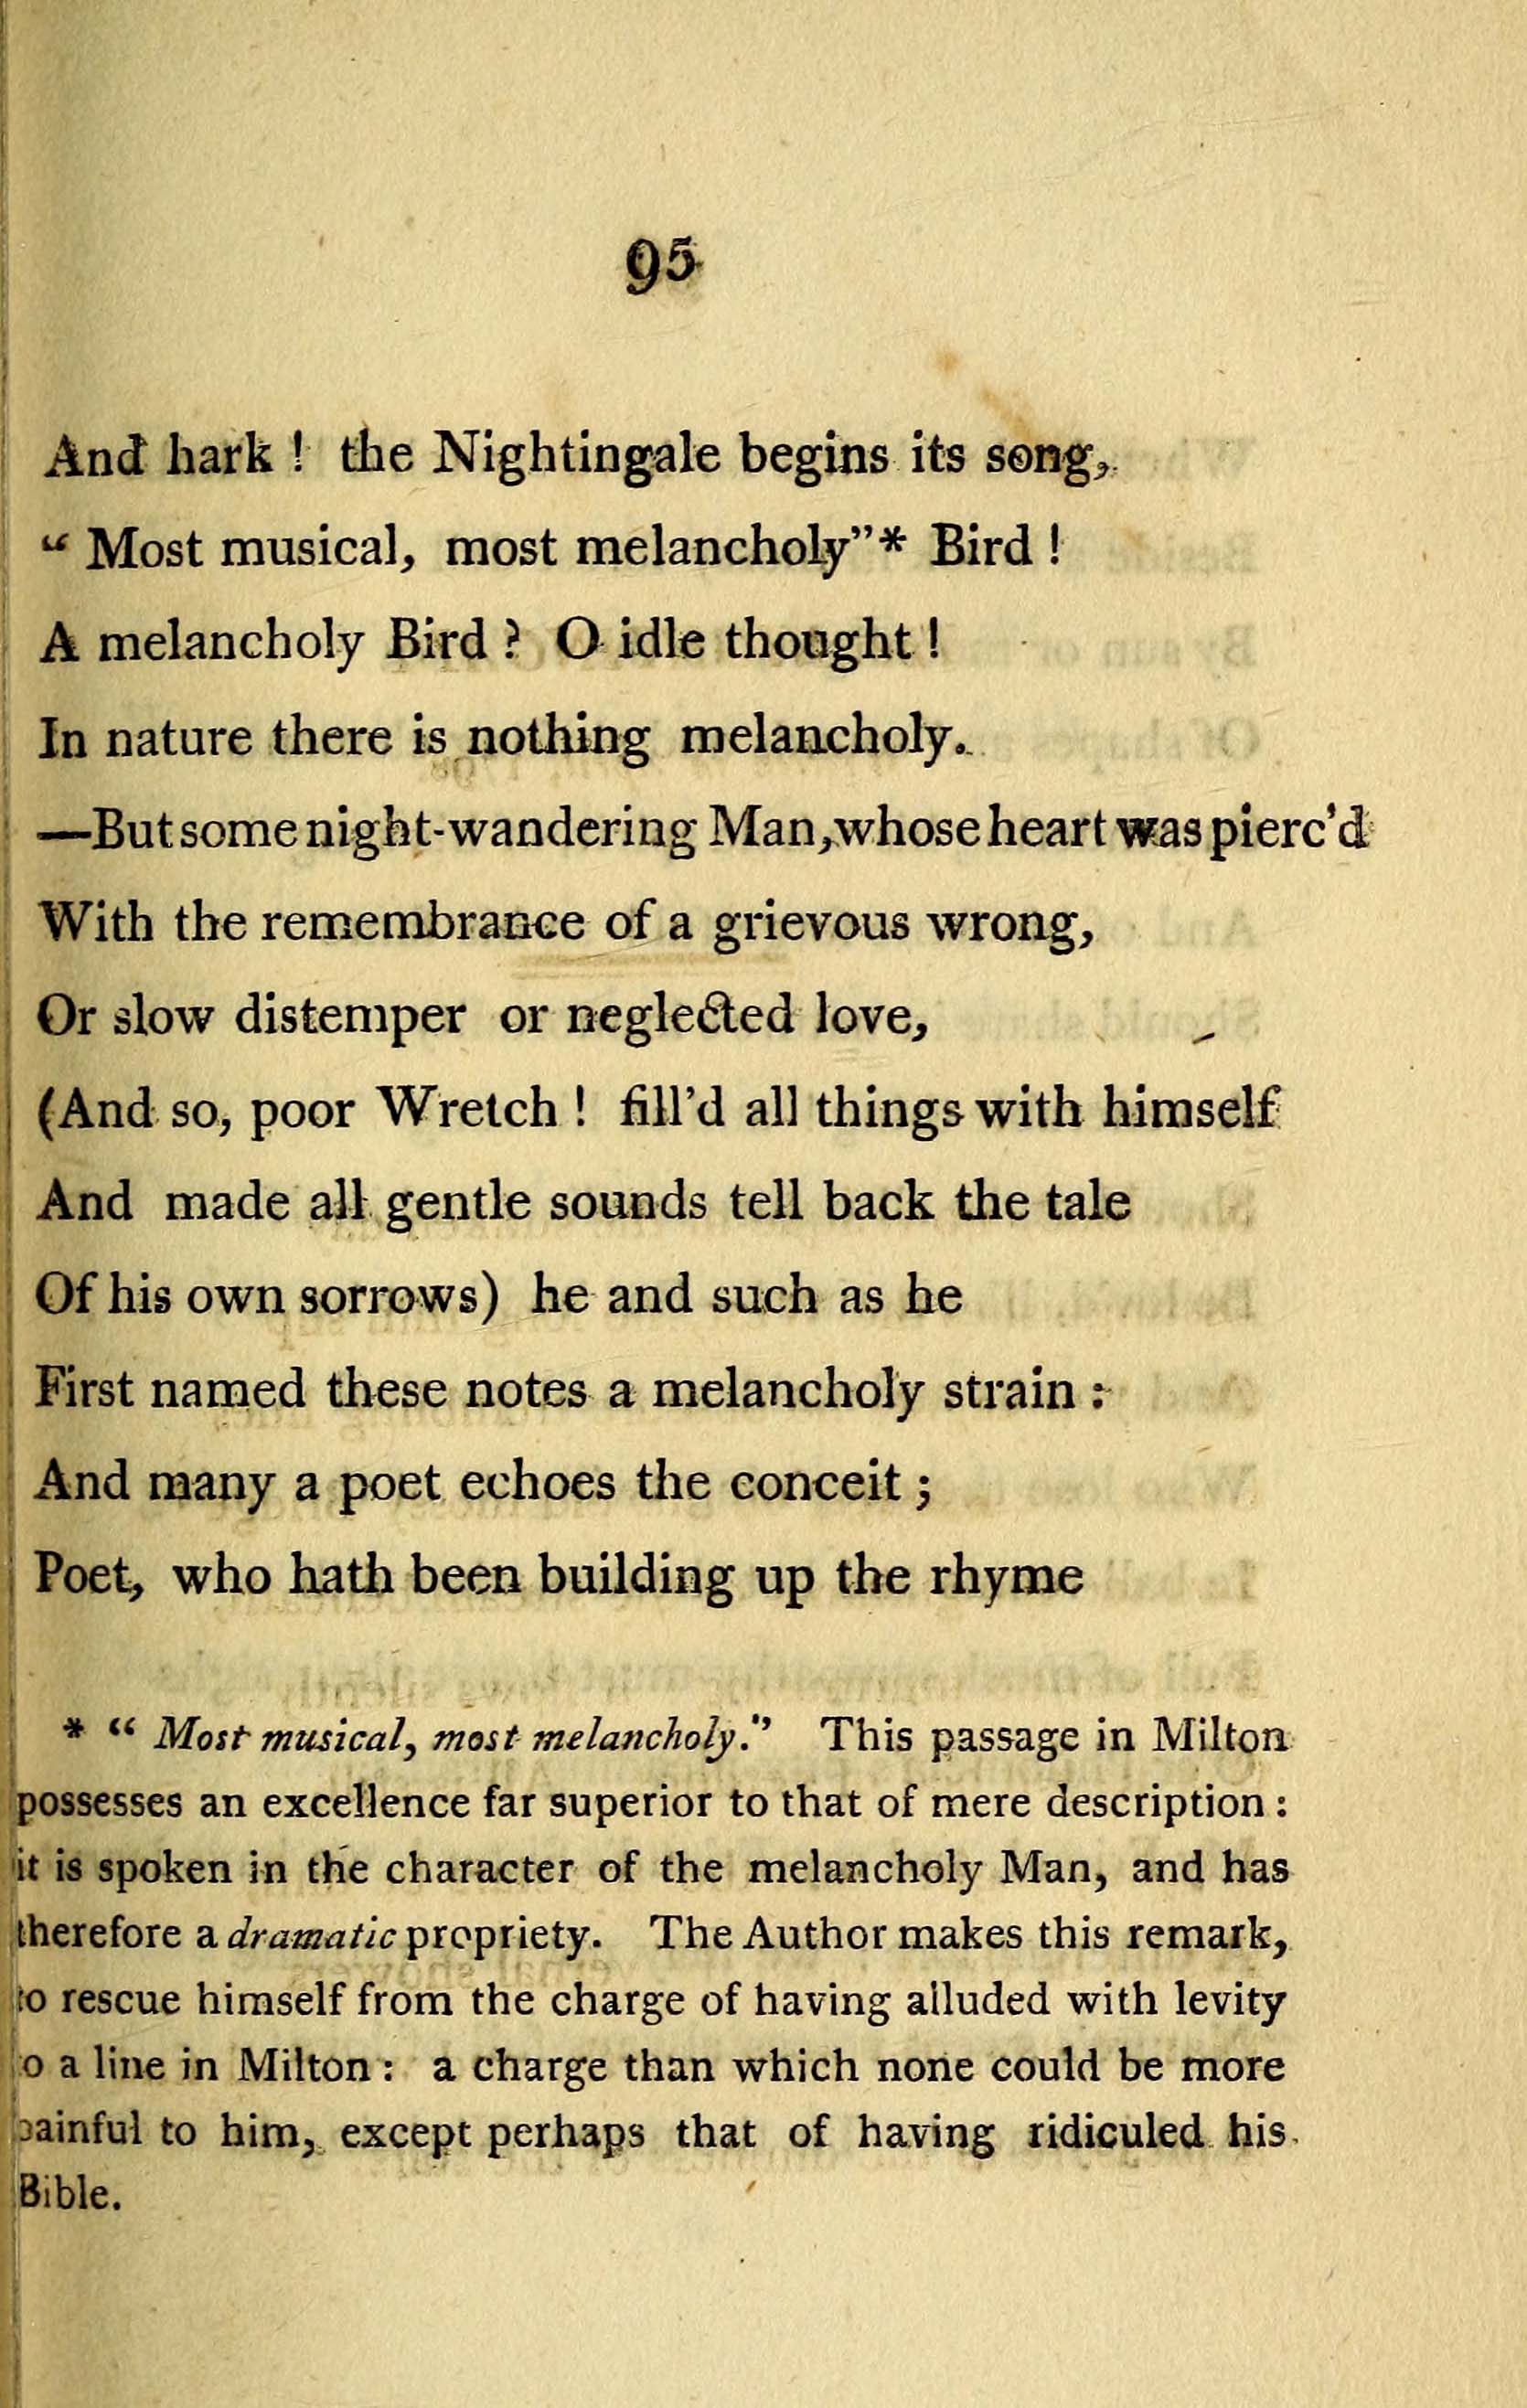 95
And hark ! the Nightingale begins its song,
“ Most musical, most melancholy”* Bird !
A melancholy Bird ? O idle thought !
In nature there is nothing melancholy.
—But some night-wandering Man, whose heart was pierc’d
With the remembrance of a grievous wrong,
Or slow distemper or neglected love,
(And so, poor Wretch ! fill’d all things with himself
And made all gentle sounds tell back the tale
Of his own sorrows) he and such as he
First named these notes a melancholy strain :
And many a poet echoes the conceit ;
Poet, who hath been building up the rhyme
* “ Most musical, most melancholy.” This passage in Milton
possesses an excellence far superior to that of mere description :
it is spoken in the character of the melancholy Man, and has
therefore a dramatic propriety. The Author makes this remark,
to rescue himself from the charge of having alluded with levity
to a line in Milton : a charge than which none could be more
painful to him, except perhaps that of having ridiculed his
Bible.